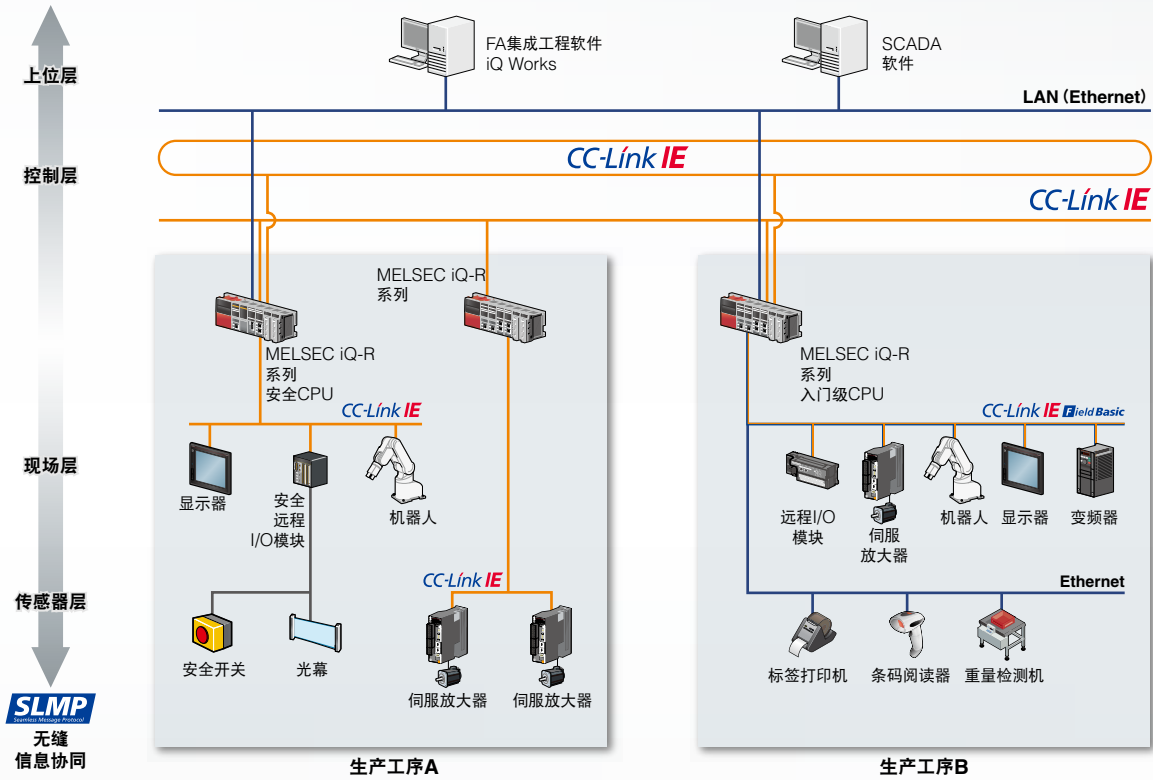 上位层
控制层
现场层
传感器层
SLMP
Seamless Message Protocol
无缝
信息协同
FA集成工程软件
iQ Works
SCADA
软件
LAN (Ethernet)
CC-Link IE
CC-Link IE
MELSEC iQ-R
系列
安全CPU
MELSEC iQ-R
系列
CC-Link IE
显示器
安全
远程
I/O模块
机器人
CC-Link IE
安全开关
光幕
伺服放大器
伺服放大器
生产工序A
MELSEC iQ-R
系列
入门级CPU
CC-Link IE Field Basic
远程I/O
模块
伺服
放大器
机器人
显示器
变频器
Ethernet
标签打印机
条码阅读器
重量检测机
生产工序B